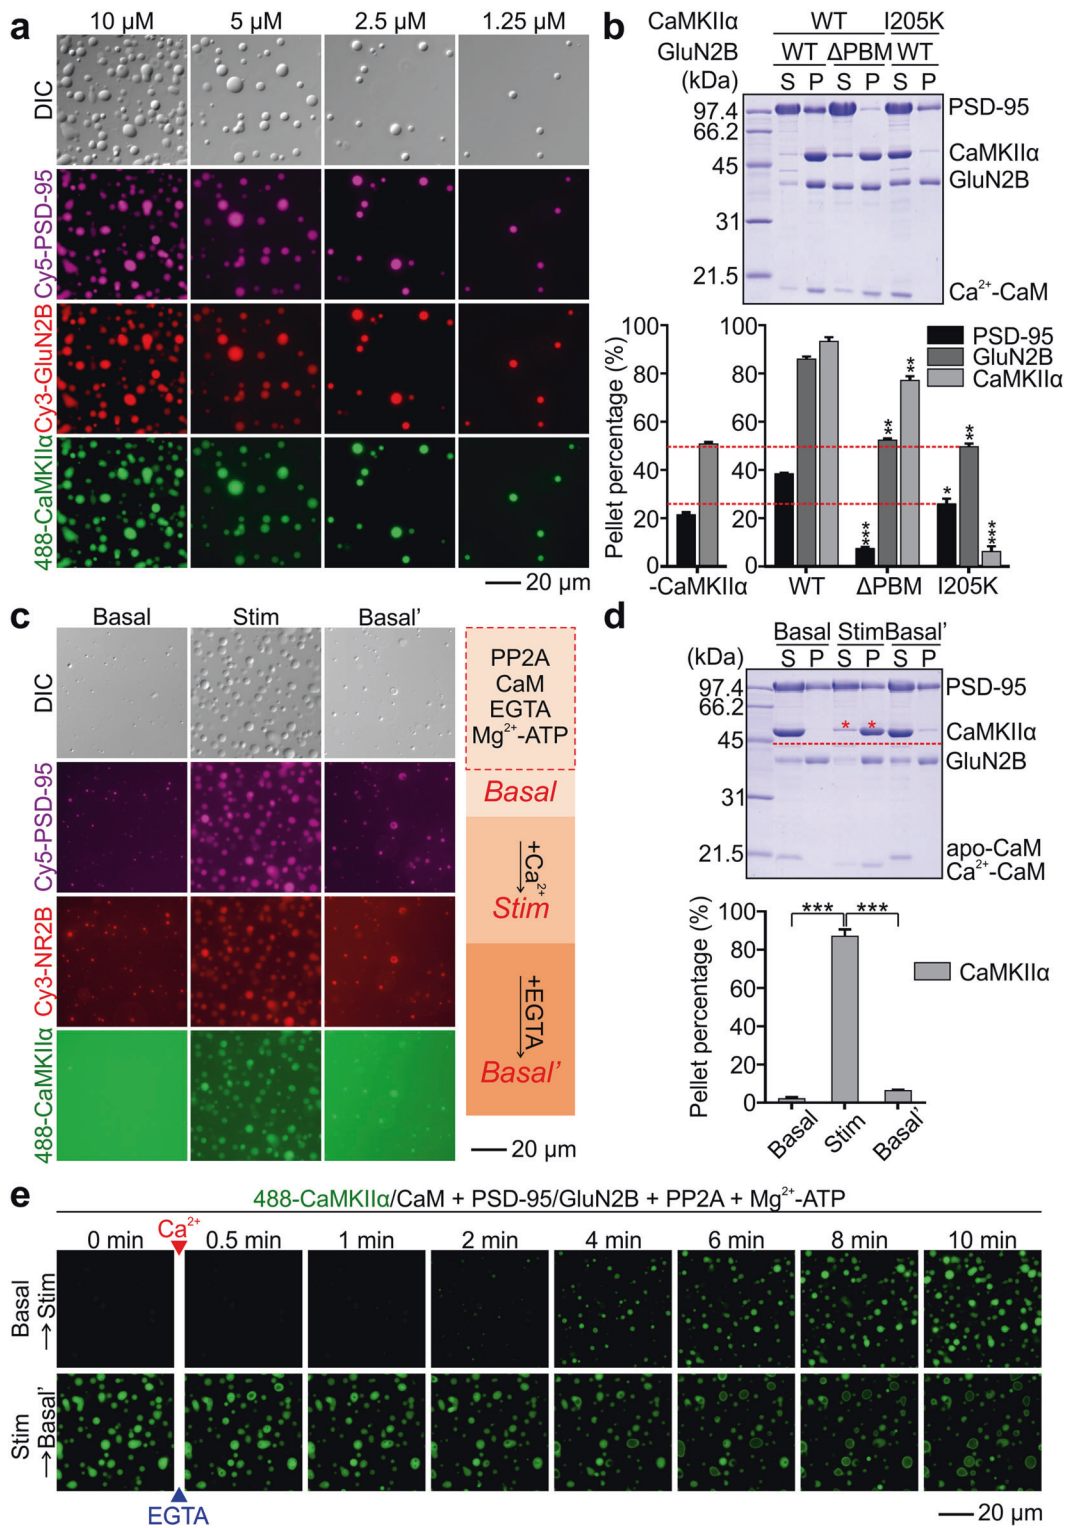 a
10 µM 5 µM 2.5 µM 1.25 µM
DIC
Cy5-PSD-95
Cy3-GluN2B
488-CaMKIIα
20 µm
b
CaMKIIα WT I205K
GluN2B WT ΔPBM WT
(kDa) S P S P S P
97.4
66.2
45
31
21.5
PSD-95
CaMKIIα
GluN2B
Ca²⁺-CaM
Pellet percentage (%)
100
80
60
40
20
0
100
80
60
40
20
0
PSD-95
GluN2B
CaMKIIα
***
**
**
*
**
***
-CaMKIIα WT ΔPBM I205K
c
Basal Stim Basal’
DIC
Cy5-PSD-95
Cy3-NR2B
488-CaMKIIα
PP2A
CaM
EGTA
Mg²⁺-ATP
Basal
+Ca²⁺
Stim
+EGTA
Basal’
20 µm
d
Basal Stim Basal’
(kDa) S P S P S P
97.4
66.2
45
31
21.5
* *
PSD-95
CaMKIIα
GluN2B
apo-CaM
Ca²⁺-CaM
Pellet percentage (%)
100
80
60
40
20
0
*** ***
CaMKIIα
Basal Stim Basal’
e
488-CaMKIIα/CaM + PSD-95/GluN2B + PP2A + Mg²⁺-ATP
Ca²⁺
0 min 0.5 min 1 min 2 min 4 min 6 min 8 min 10 min
Basal
→ Stim
Stim
→ Basal’
EGTA
20 µm